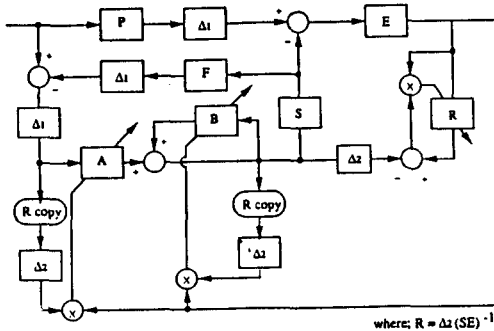 P Δ1 + − E
+ − Δ1 F
Δ1 B S x R
A + + Δ2 − +
R copy R copy
Δ2 Δ2
x x
where; R = Δ2 (SE) -1